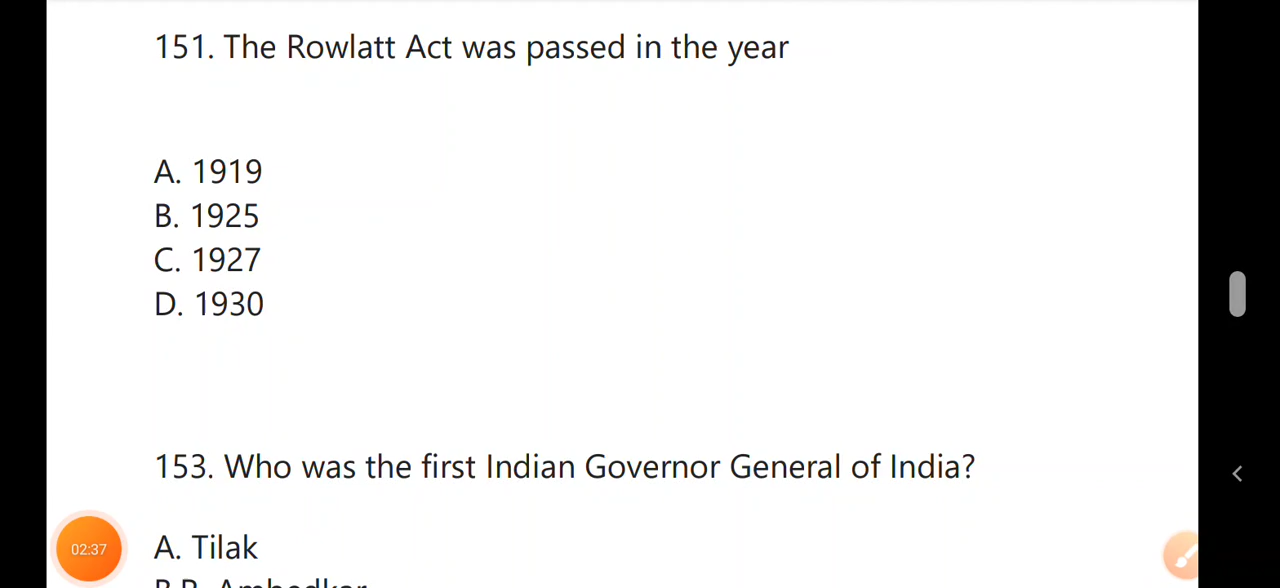 151. The Rowlatt Act was passed in the year
A. 1919
B. 1925
C. 1927
D. 1930
153. Who was the first Indian Governor General of India?
02:37
A. Tilak
B.R. Ambedkar